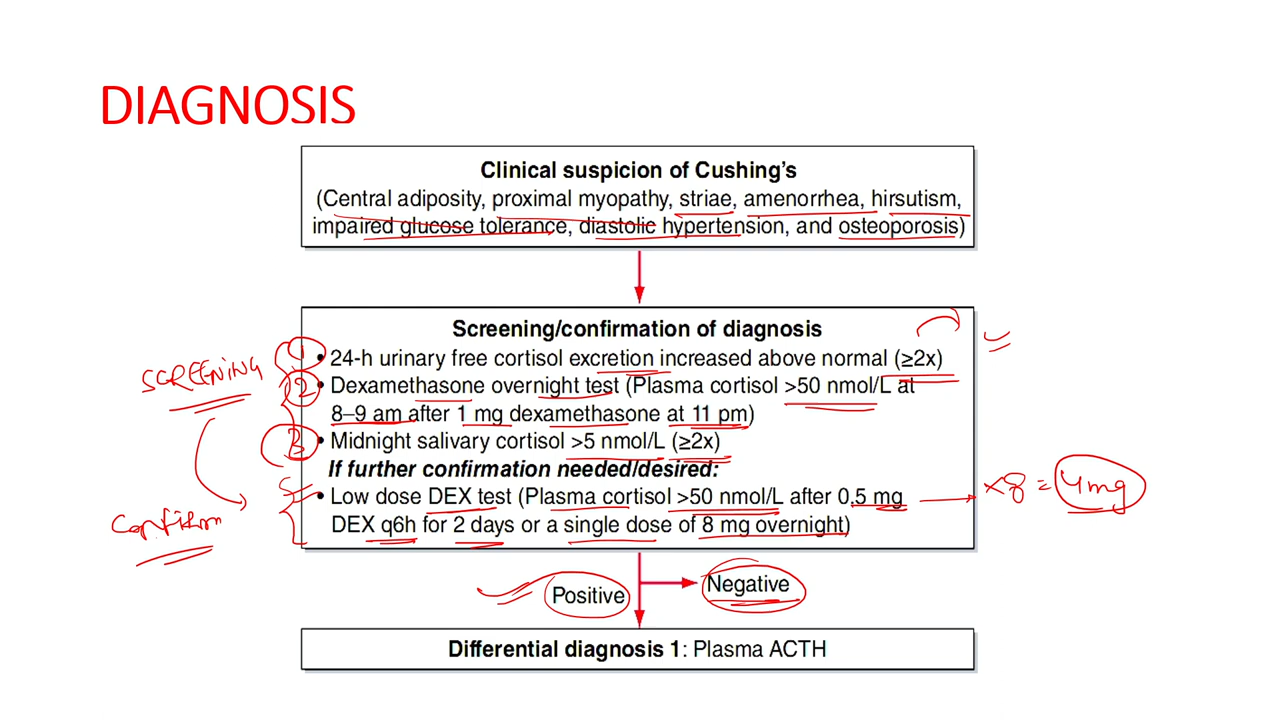 DIAGNOSIS
Clinical suspicion of Cushing's
(Central adiposity, proximal myopathy, striae, amenorrhea, hirsutism,
impaired glucose tolerance, diastolic hypertension, and osteoporosis)
Screening/confirmation of diagnosis
1 • 24-h urinary free cortisol excretion increased above normal (≥2x)
SCREENING
2 • Dexamethasone overnight test (Plasma cortisol >50 nmol/L at
8–9 am after 1 mg dexamethasone at 11 pm)
3 • Midnight salivary cortisol >5 nmol/L (≥2x)
If further confirmation needed/desired:
• Low dose DEX test (Plasma cortisol >50 nmol/L after 0.5 mg
×8 = 4mg
Confirm
DEX q6h for 2 days or a single dose of 8 mg overnight)
Positive
Negative
Differential diagnosis 1: Plasma ACTH